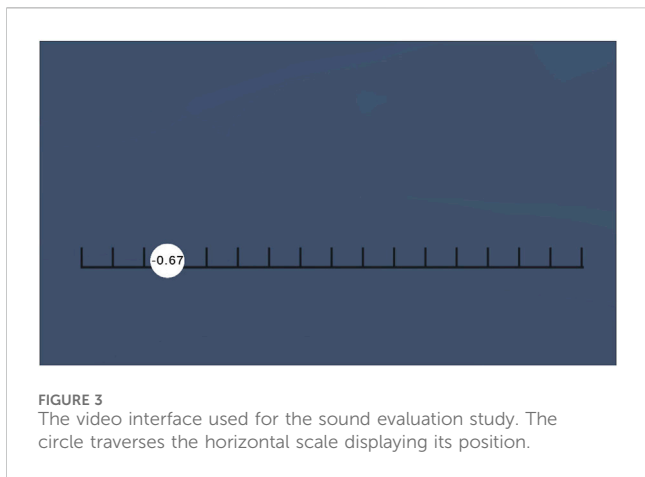 -0.67
FIGURE 3
The video interface used for the sound evaluation study. The
circle traverses the horizontal scale displaying its position.